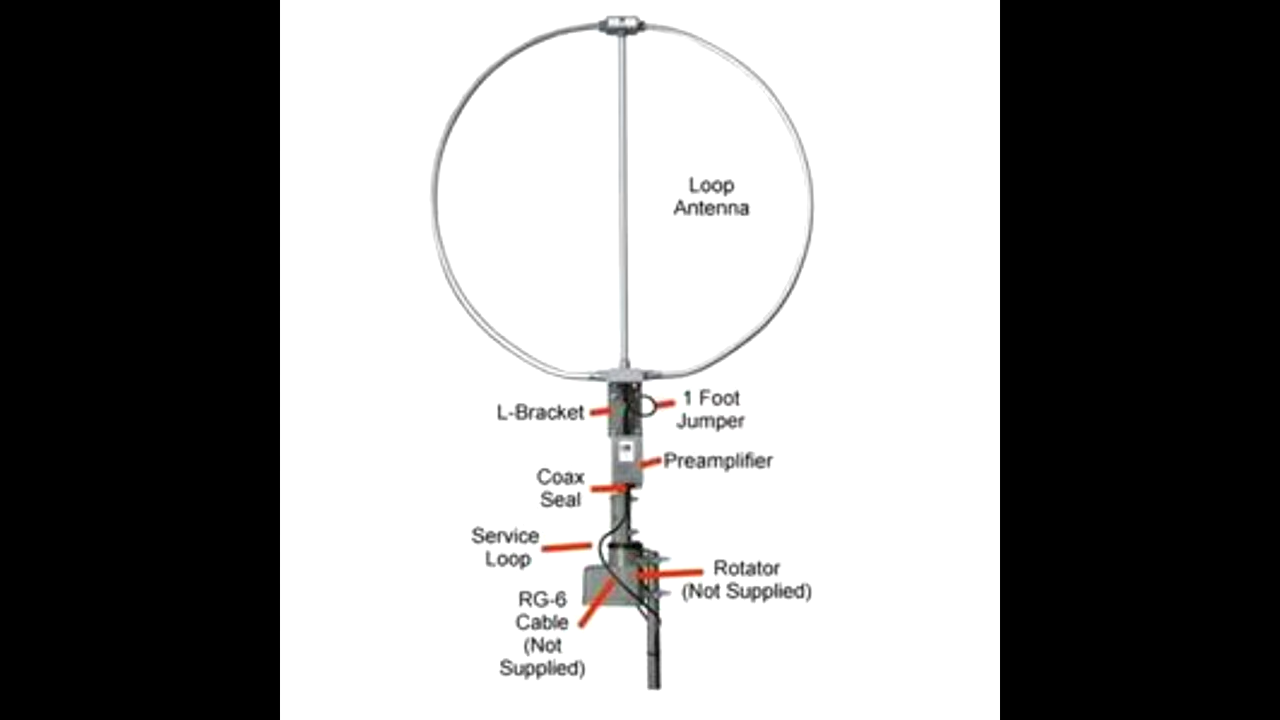 Loop
Antenna
L-Bracket
1 Foot
Jumper
Preamplifier
Coax
Seal
Service
Loop
Rotator
(Not Supplied)
RG-6
Cable
(Not
Supplied)